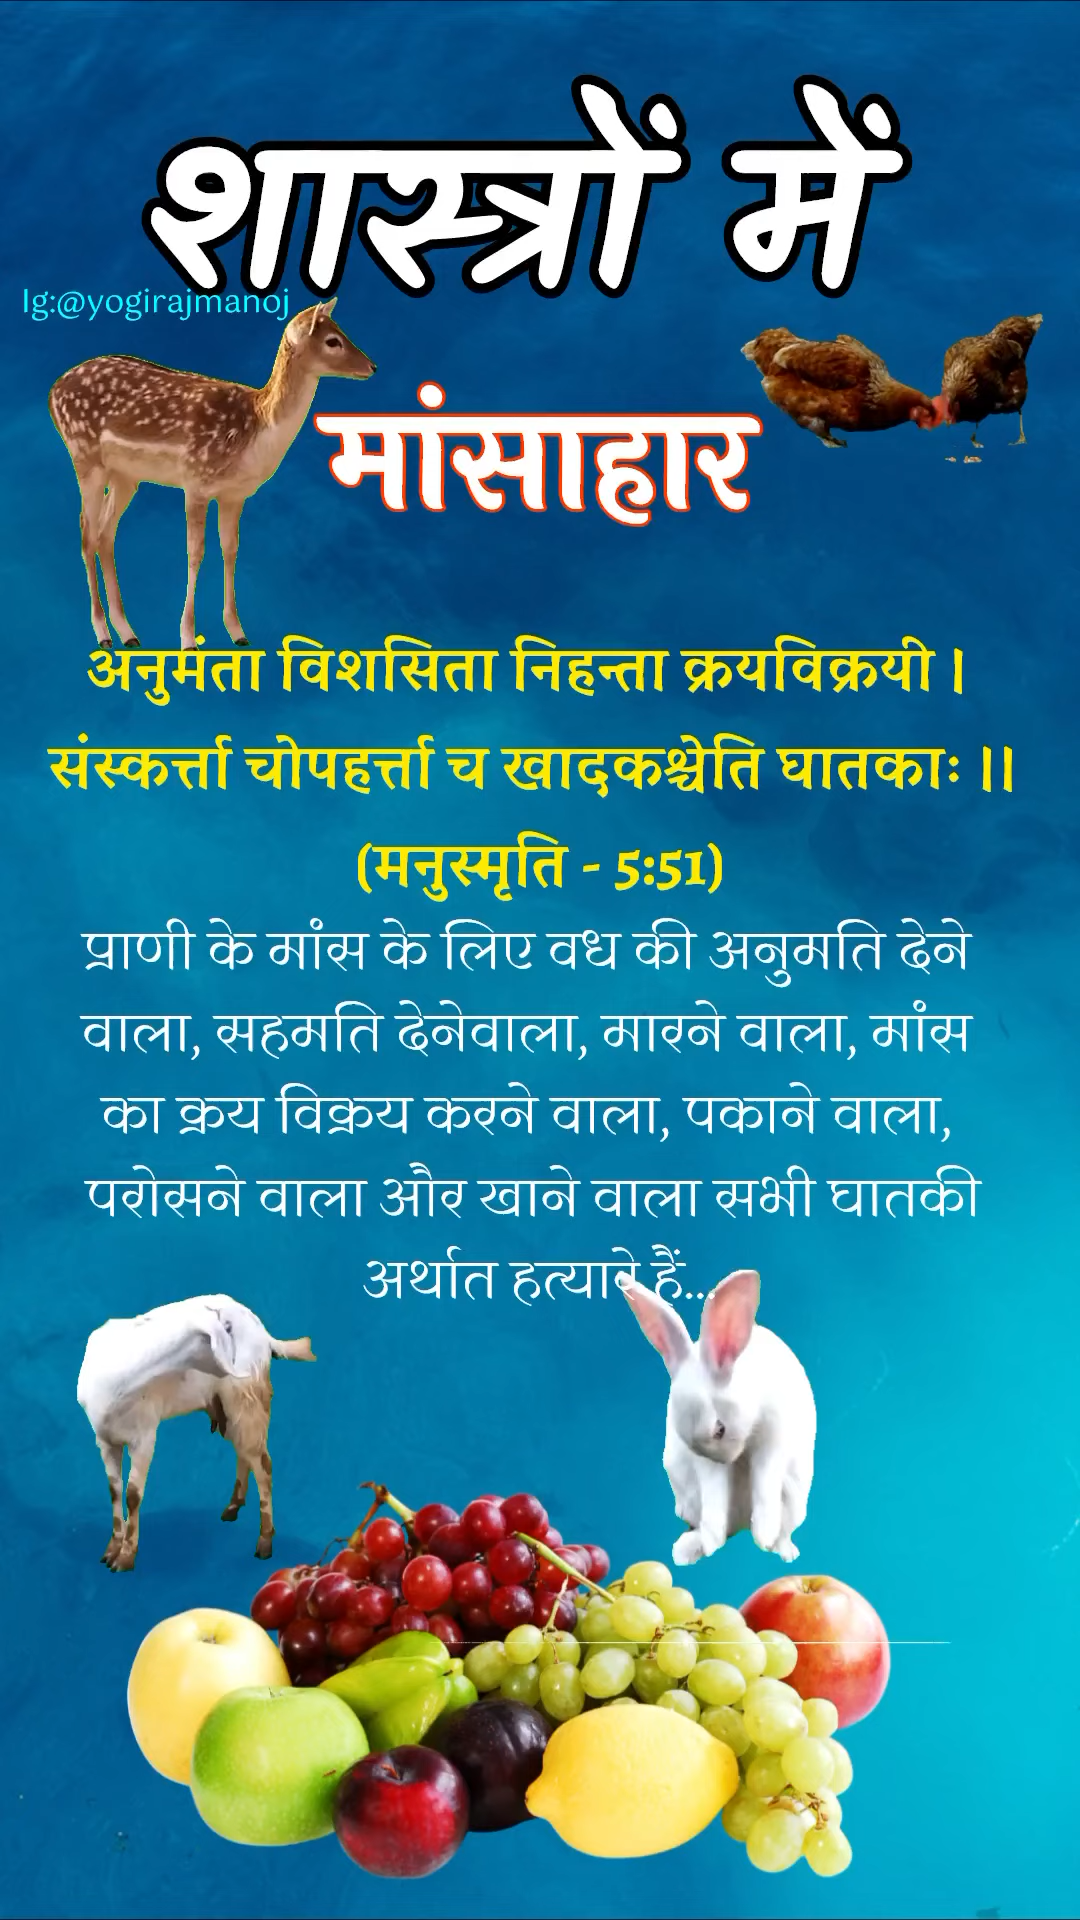 शास्त्रों में
Ig:@yogirajmanoj
मांसाहार
अनुमंता विशसिता निहन्ता क्रयविक्रयी ।
संस्कर्त्ता चोपहर्त्ता च खादकश्चेति घातकाः ।।
(मनुस्मृति - 5:51)
प्राणी के मांस के लिए वध की अनुमति देने
वाला, सहमति देनेवाला, मारने वाला, मांस
का क्रय विक्रय करने वाला, पकाने वाला,
परोसने वाला और खाने वाला सभी घातकी
अर्थात हत्यारे हैं...